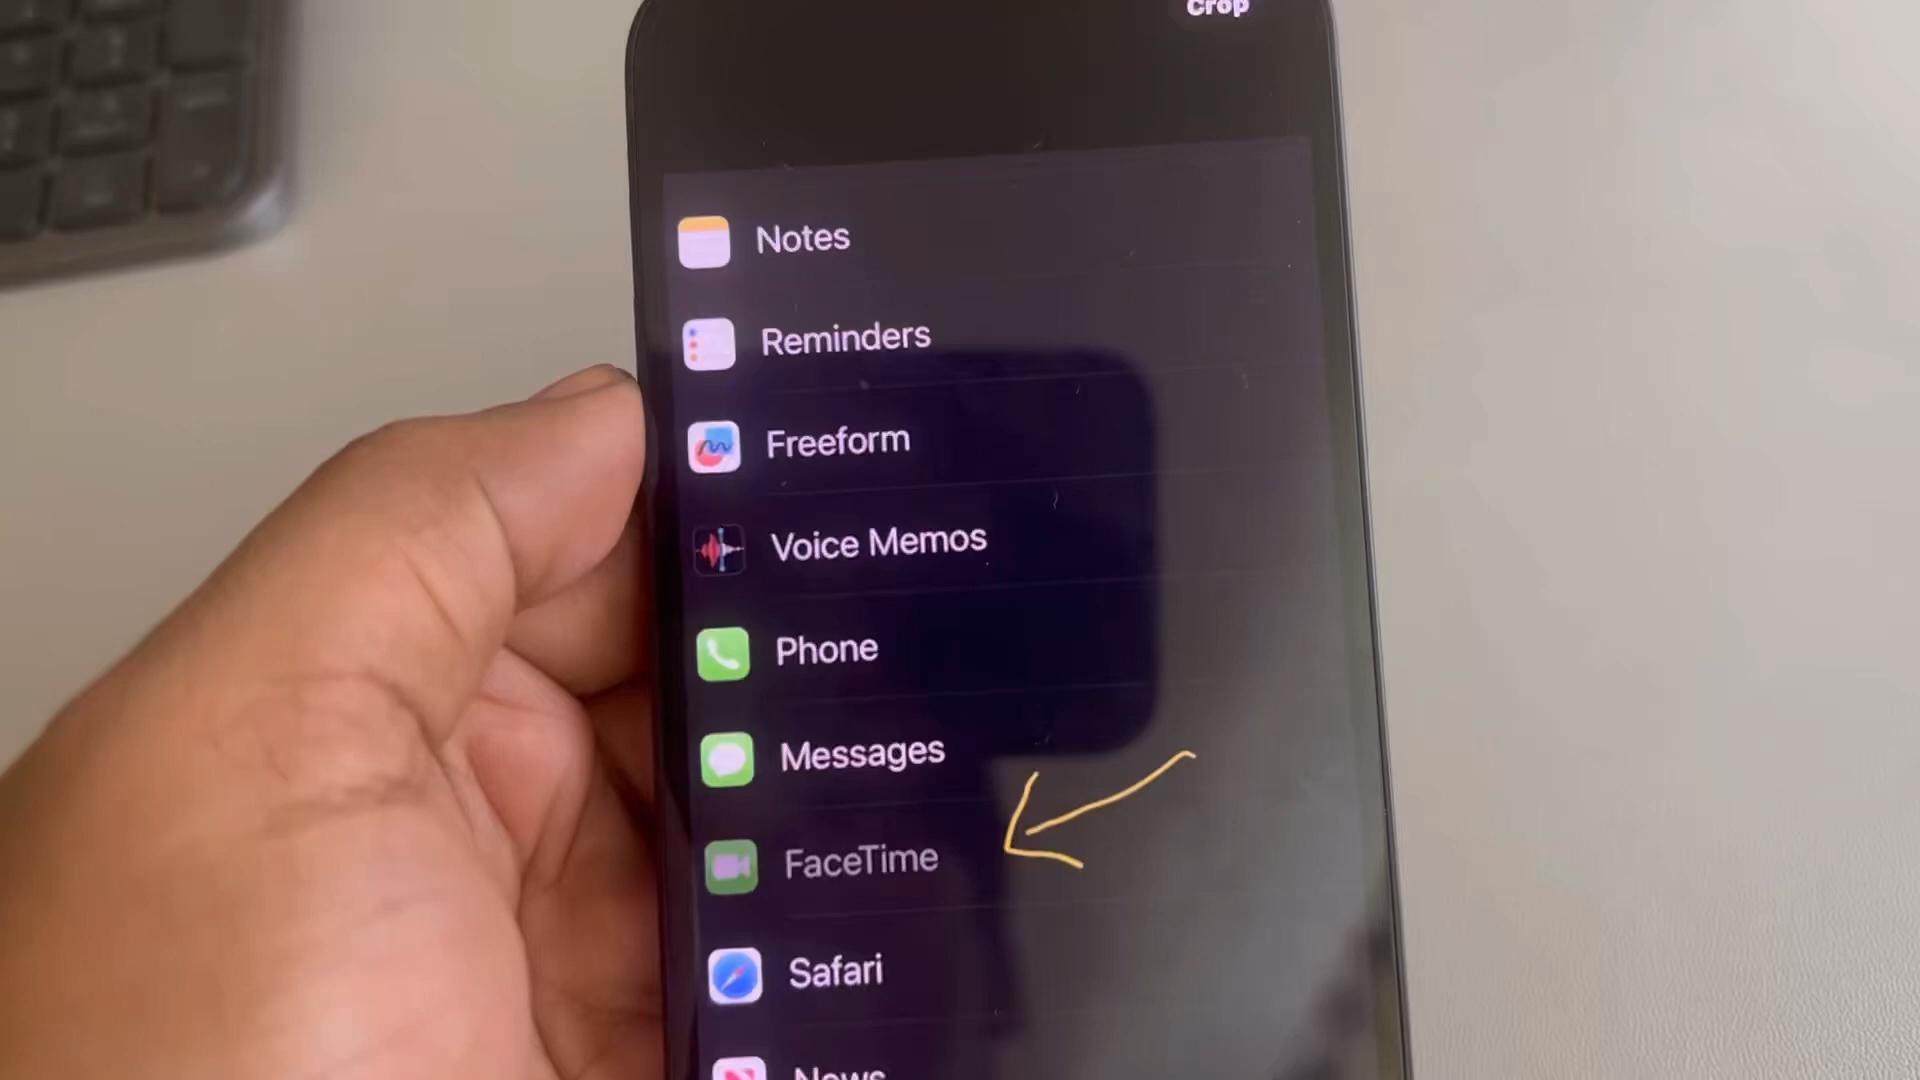 Crop
Notes
Reminders
Freeform
Voice Memos
Phone
Messages
FaceTime
Safari
News